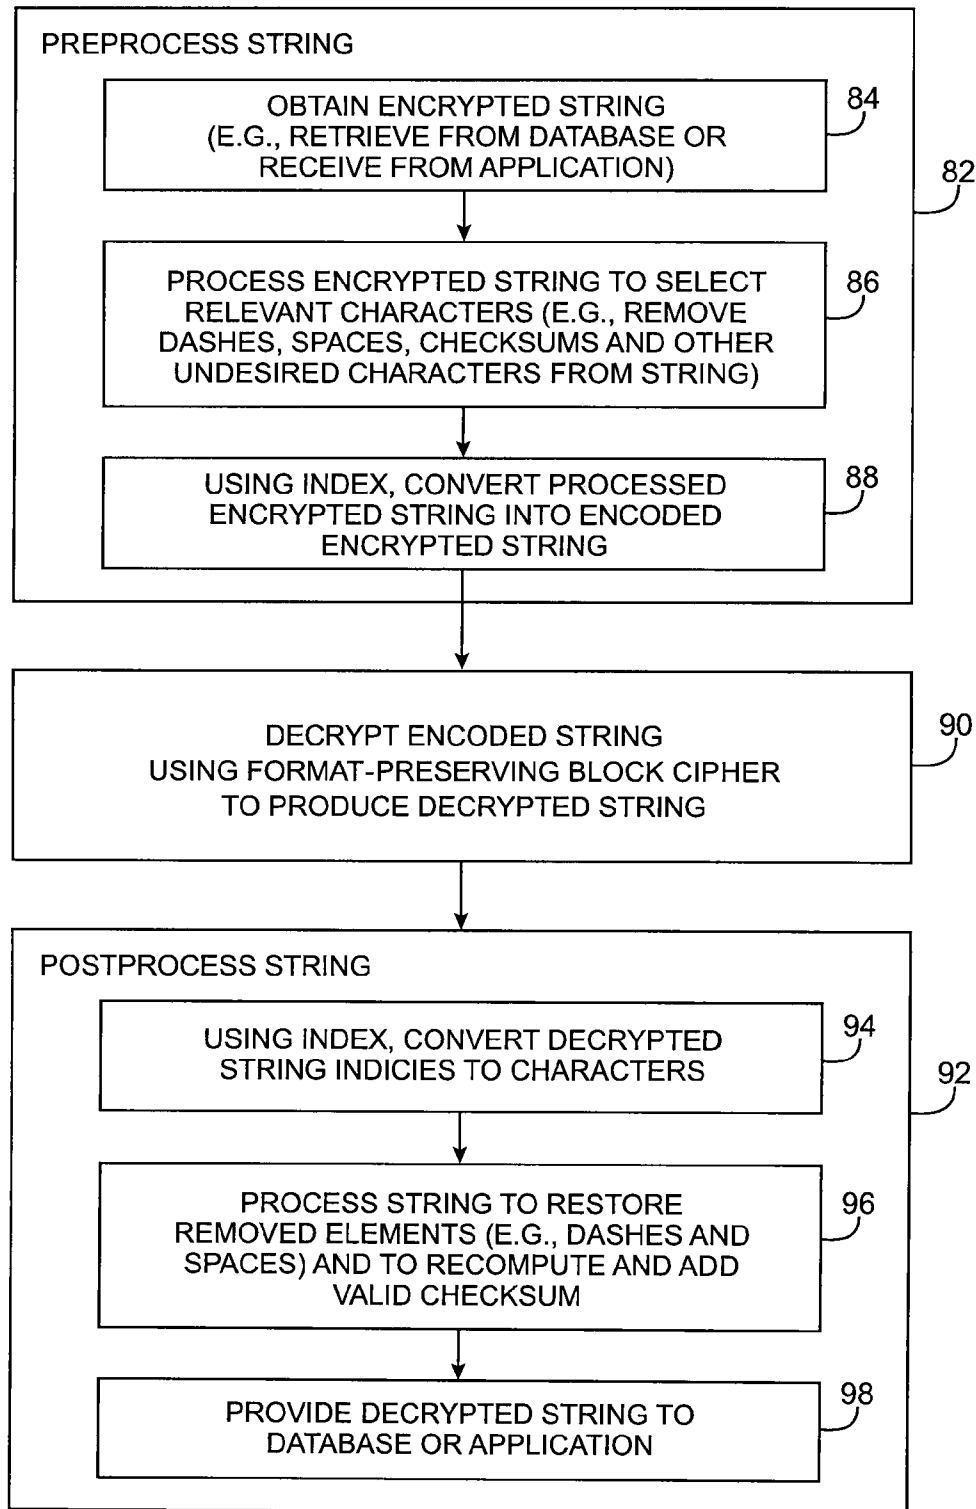 PREPROCESS STRING
OBTAIN ENCRYPTED STRING
(E.G., RETRIEVE FROM DATABASE OR
RECEIVE FROM APPLICATION)
84
82
PROCESS ENCRYPTED STRING TO SELECT
RELEVANT CHARACTERS (E.G., REMOVE
DASHES, SPACES, CHECKSUMS AND OTHER
UNDESIRED CHARACTERS FROM STRING)
86
USING INDEX, CONVERT PROCESSED
ENCRYPTED STRING INTO ENCODED
ENCRYPTED STRING
88
DECRYPT ENCODED STRING
USING FORMAT-PRESERVING BLOCK CIPHER
TO PRODUCE DECRYPTED STRING
90
POSTPROCESS STRING
USING INDEX, CONVERT DECRYPTED
STRING INDICIES TO CHARACTERS
94
92
PROCESS STRING TO RESTORE
REMOVED ELEMENTS (E.G., DASHES AND
SPACES) AND TO RECOMPUTE AND ADD
VALID CHECKSUM
96
PROVIDE DECRYPTED STRING TO
DATABASE OR APPLICATION
98